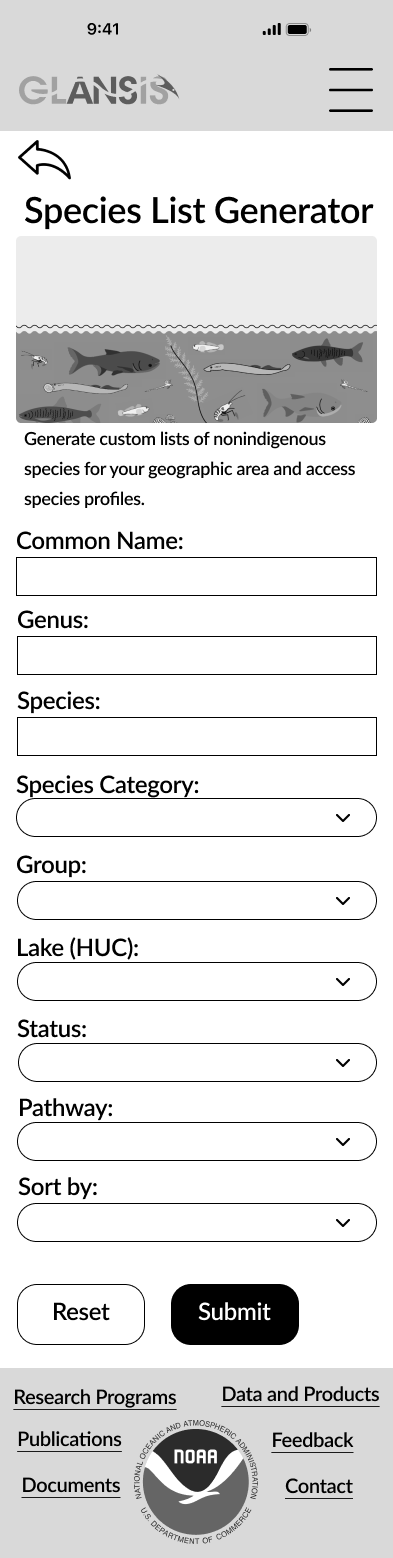 9:41
GLANSIS
Species List Generator
Generate custom lists of nonindigenous
species for your geographic area and access
species profiles.
Common Name:
Genus:
Species:
Species Category:
Group:
Lake (HUC):
Status:
Pathway:
Sort by:
Reset Submit
Research Programs Data and Products
Publications Feedback
Documents Contact
NATIONAL OCEANIC AND ATMOSPHERIC ADMINISTRATION
NOAA
U.S. DEPARTMENT OF COMMERCE